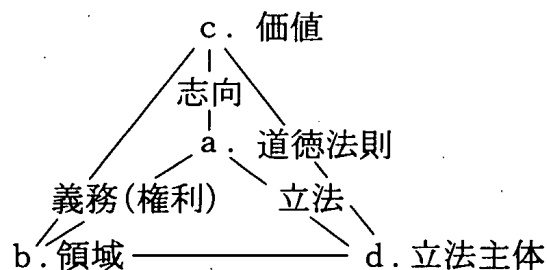 c. 価値
志向
a. 道徳法則
義務(権利) 立法
b. 領域 d. 立法主体